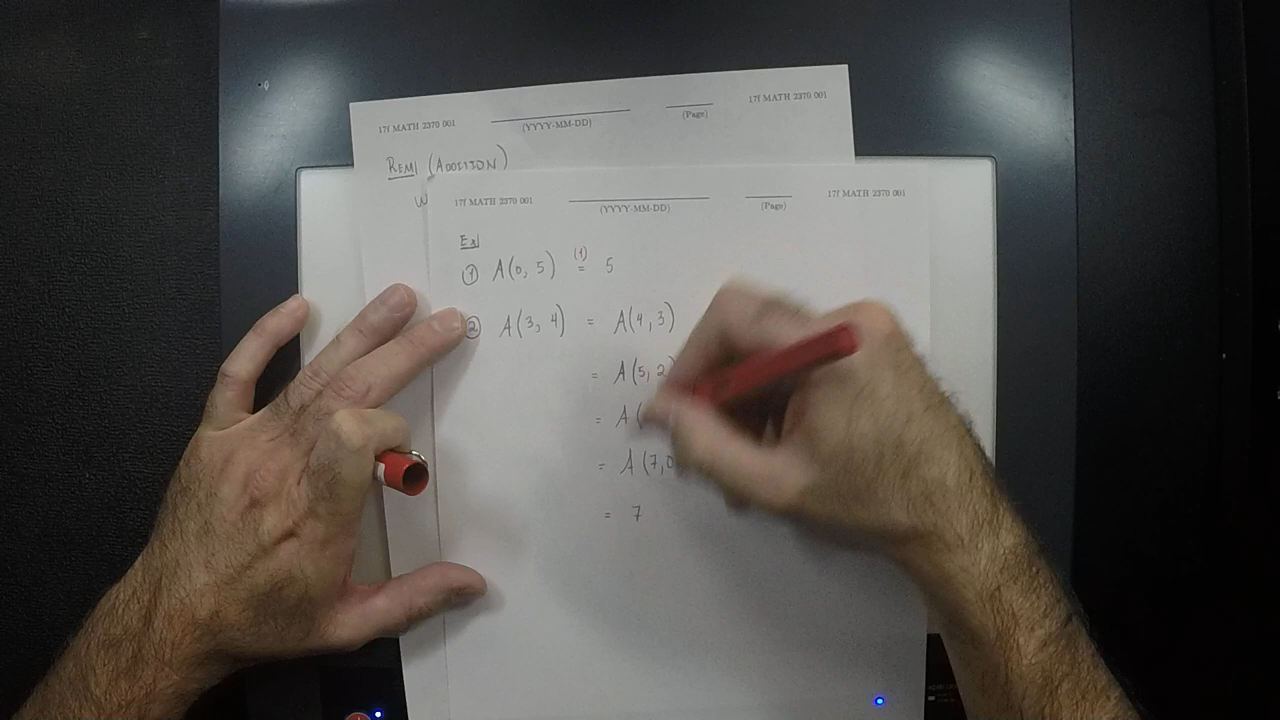 17f MATH 2370 001 (YYYY-MM-DD) (Page) 17f MATH 2370 001
REM (ADDITION)
W
17f MATH 2370 001 (YYYY-MM-DD) (Page) 17f MATH 2370 001
Ex
① A(0, 5) (1)= 5
② A(3, 4) = A(4, 3)
= A(5, 2)
= A(
= A(7,0
= 7